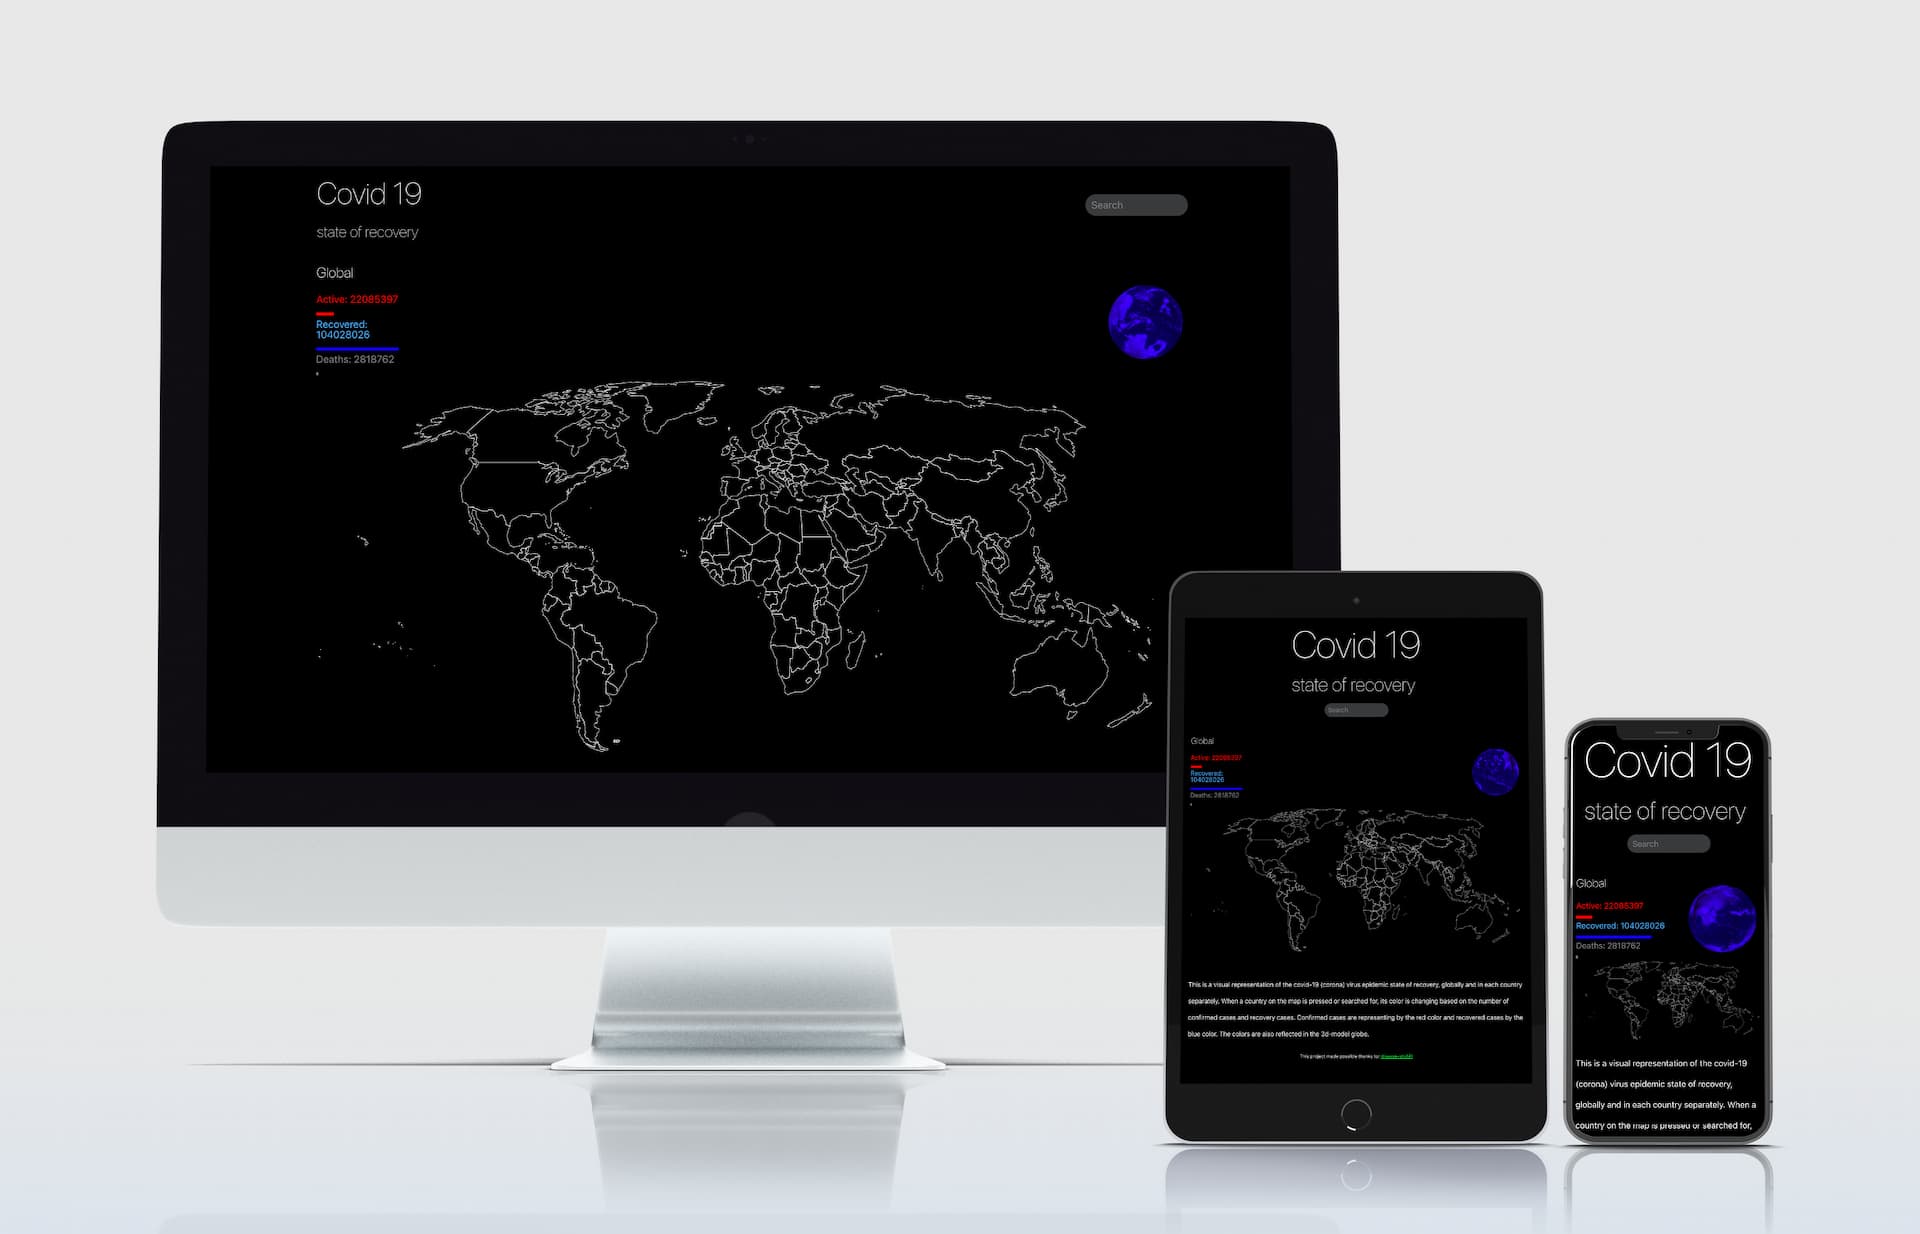 Covid 19
Search
state of recovery
Global
Active: 22085397
Recovered:
104028026
Deaths: 2818762
Covid 19
state of recovery
Search
Global
Active: 22085397
Recovered:
104028026
Deaths: 2818762
This is a visual representation of the covid-19 (corona) virus epidemic state of recovery, globally and in each country
separately, When a country on the map is pressed or searched for, its color is changing based on the number of
confirmed cases and recovery cases. Confirmed cases are representing by the red color and recovered cases by the
blue color. The colors are also reflected in the 3d-model globe.
This project made possible thanks for
Covid 19
state of recovery
Search
Global
Active: 22085397
Recovered: 104028026
Deaths: 2818762
This is a visual representation of the covid-19
(corona) virus epidemic state of recovery,
globally and in each country separately. When a
country on the map is pressed or searched for,